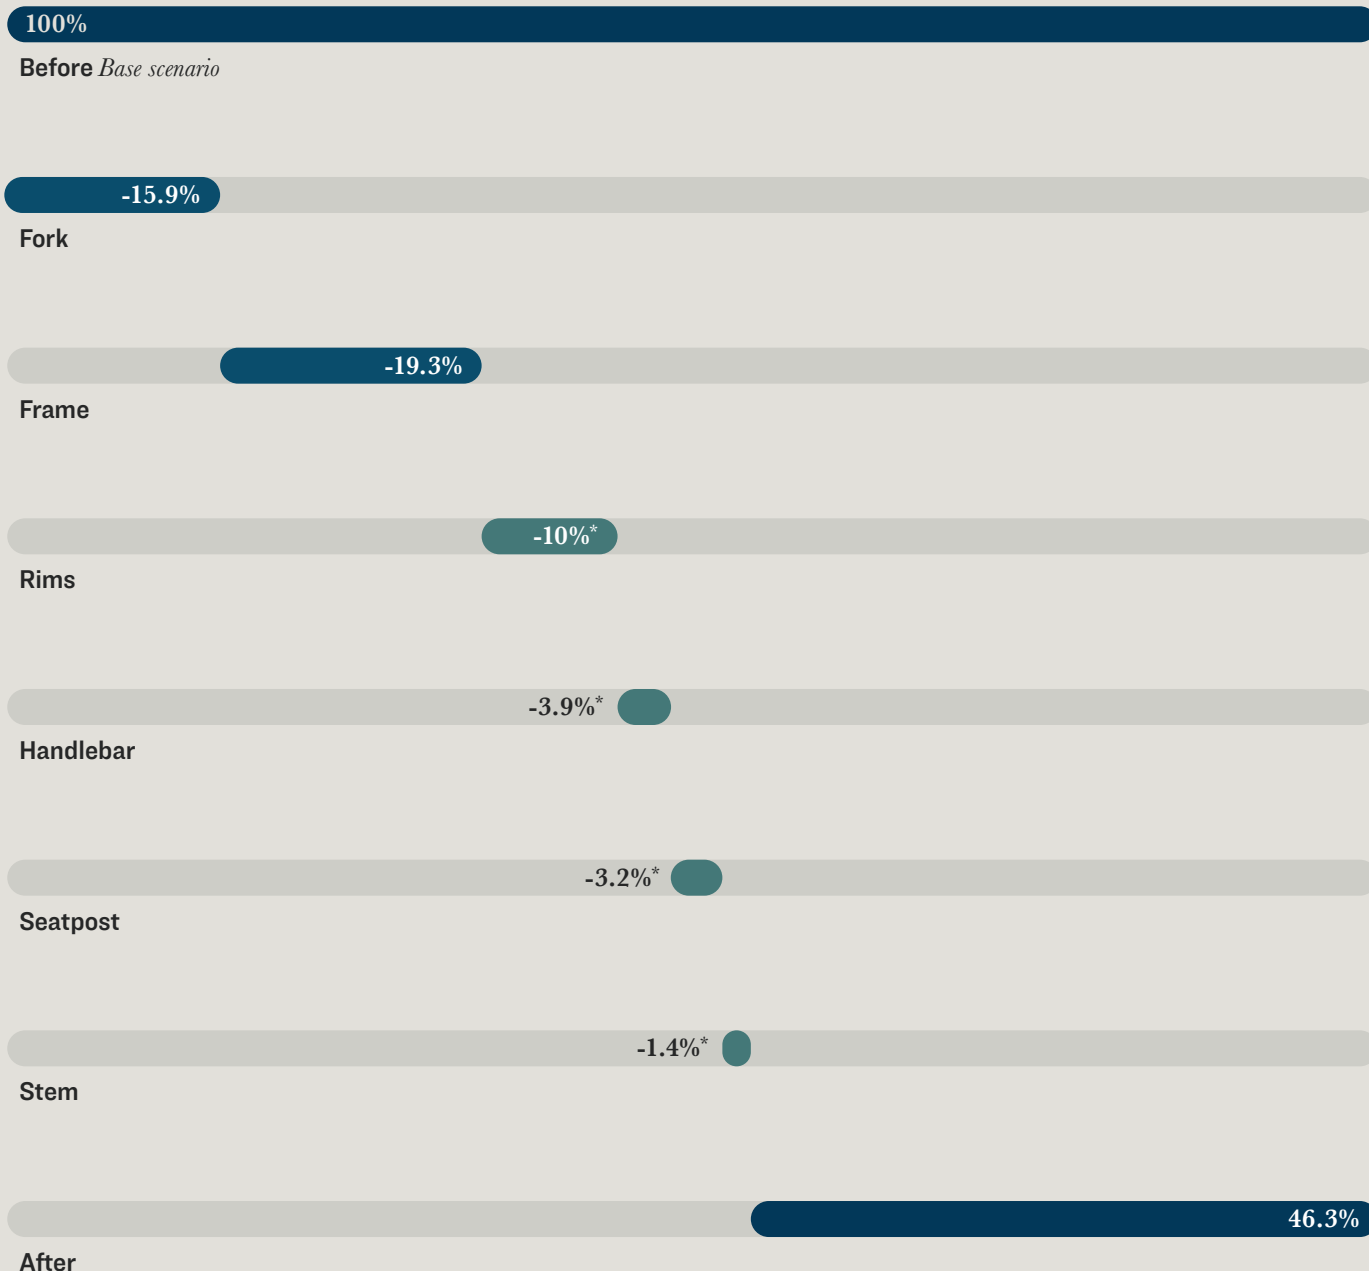 100%
Before Base scenario
-15.9%
Fork
-19.3%
Frame
-10%*
Rims
-3.9%*
Handlebar
-3.2%*
Seatpost
-1.4%*
Stem
46.3%
After